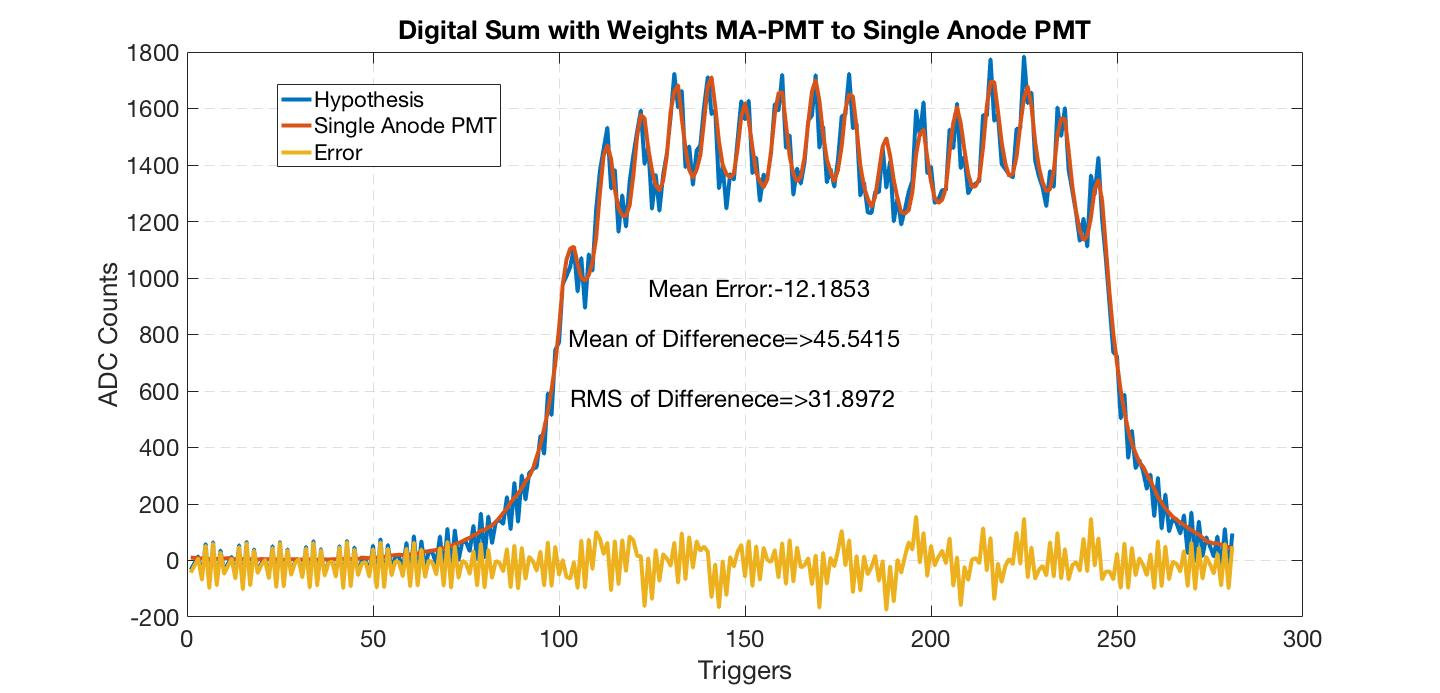 Digital Sum with Weights MA-PMT to Single Anode PMT
1800
1600
1400
1200
1000
800
600
400
200
0
-200
ADC Counts
Hypothesis
Single Anode PMT
Error
Mean Error:-12.1853
Mean of Differenece=>45.5415
RMS of Differenece=>31.8972
0 50 100 150 200 250 300
Triggers